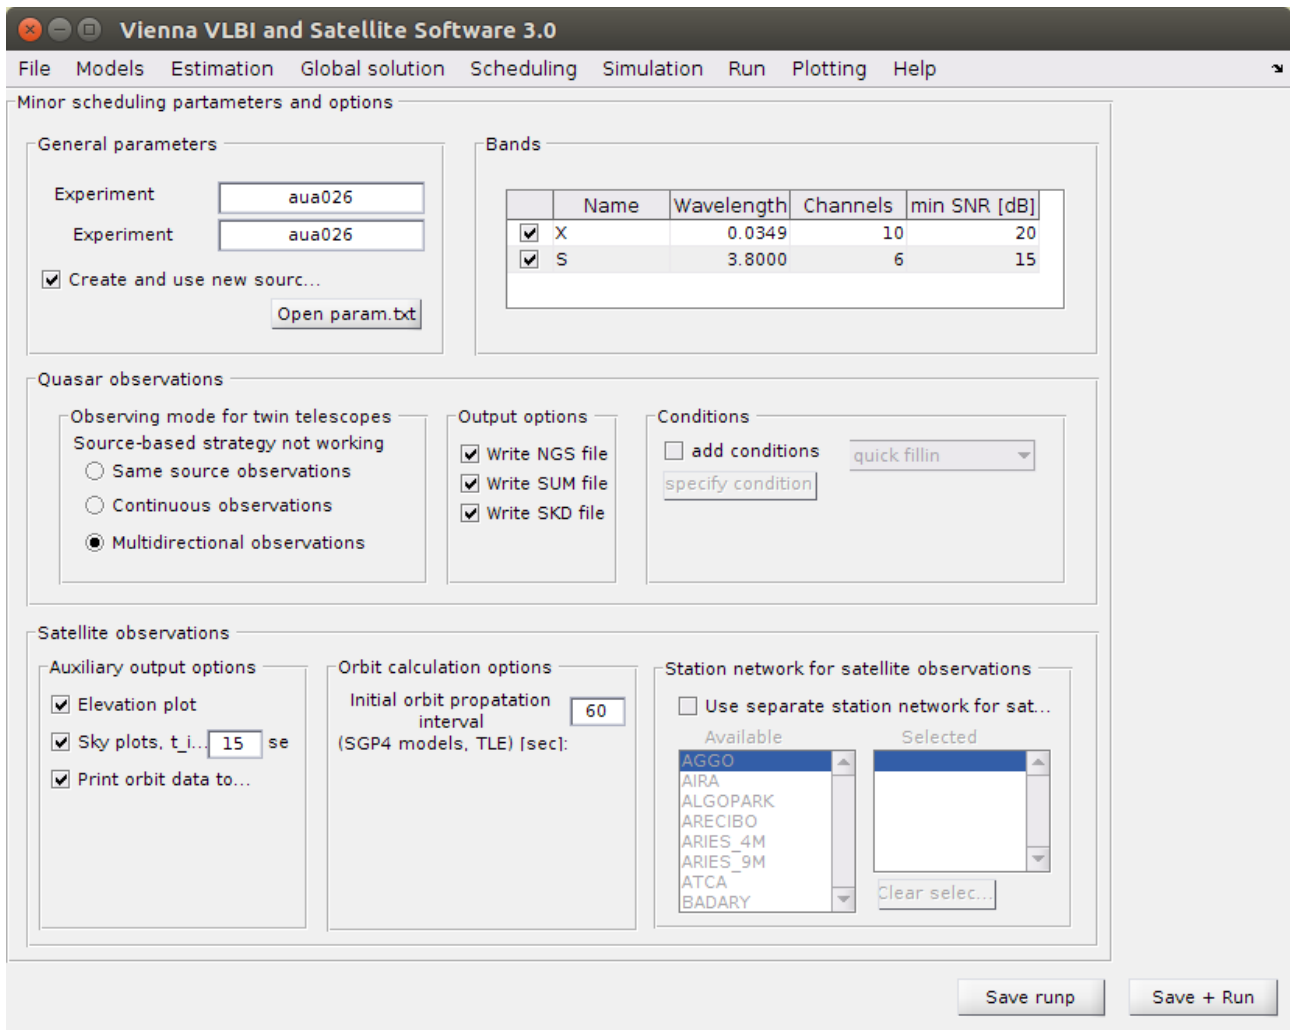 Vienna VLBI and Satellite Software 3.0
File Models Estimation Global solution Scheduling Simulation Run Plotting Help
Minor scheduling partameters and options
General parameters
Experiment aua026
Experiment aua026
Create and use new sourc...
Open param.txt
Bands
Name Wavelength Channels min SNR [dB]
X 0.0349 10 20
S 3.8000 6 15
Quasar observations
Observing mode for twin telescopes
Source-based strategy not working
Same source observations
Continuous observations
Multidirectional observations
Output options
Write NGS file
Write SUM file
Write SKD file
Conditions
add conditions quick fillin
specify condition
Satellite observations
Auxiliary output options
Elevation plot
Sky plots, t_i... 15 se
Print orbit data to...
Orbit calculation options
Initial orbit propatation 60
interval
(SGP4 models, TLE) [sec]:
Station network for satellite observations
Use separate station network for sat...
Available Selected
AGGO
AIRA
ALGOPARK
ARECIBO
ARIES_4M
ARIES_9M
ATCA
BADARY
Clear selec...
Save runp Save + Run